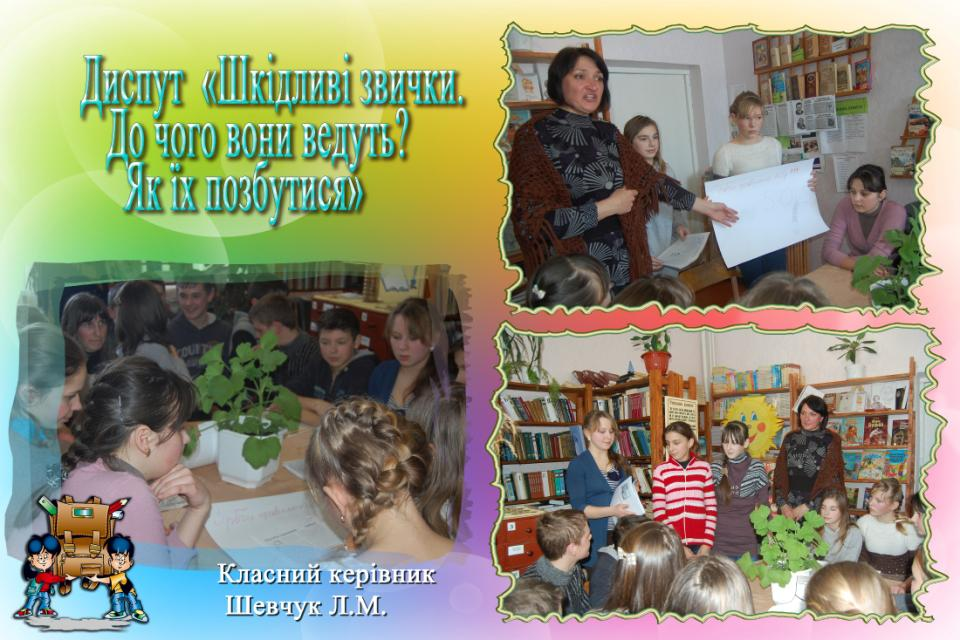 Диспут «Шкідливі звички.
До чого вони ведуть?
Як їх позбутися»
Класний керівник
Шевчук Л.М.